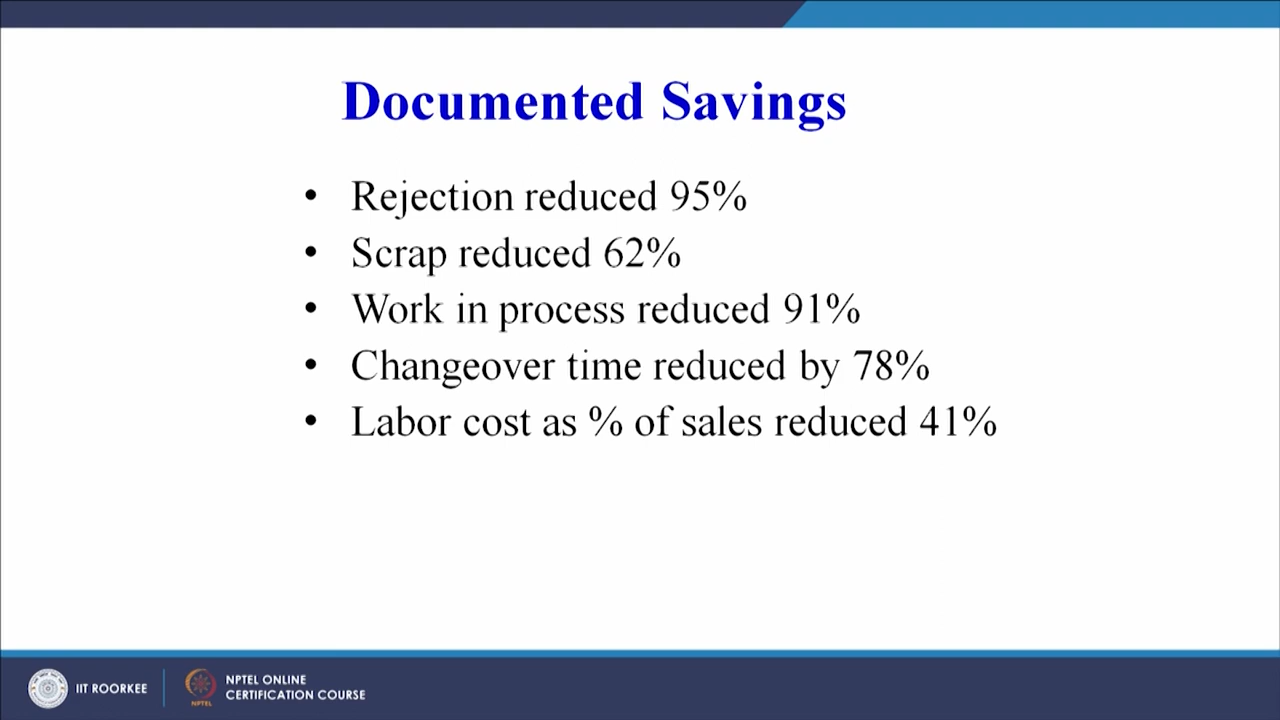 Documented Savings
• Rejection reduced 95%
• Scrap reduced 62%
• Work in process reduced 91%
• Changeover time reduced by 78%
• Labor cost as % of sales reduced 41%
IIT ROORKEE
NPTEL ONLINE
CERTIFICATION COURSE
NPTEL